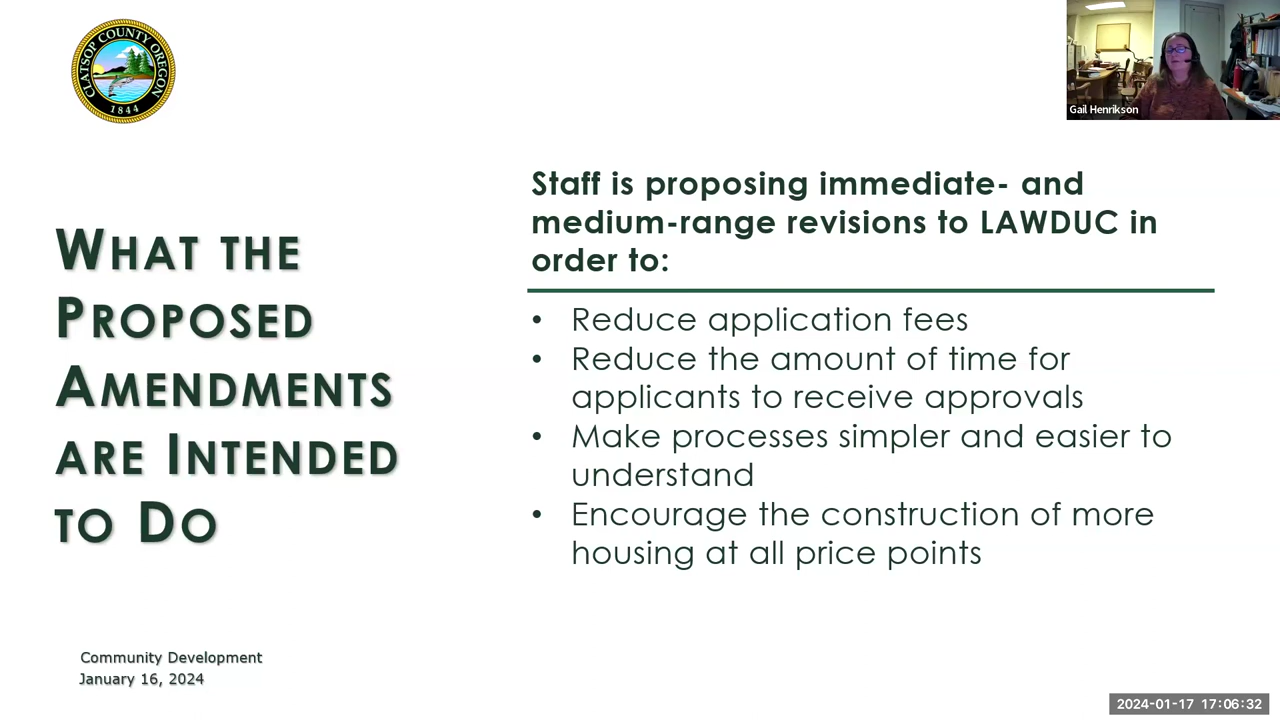 CLATSOP COUNTY OREGON
1844
Gail Henrikson
WHAT THE
PROPOSED
AMENDMENTS
ARE INTENDED
TO DO
Staff is proposing immediate- and
medium-range revisions to LAWDUC in
order to:
• Reduce application fees
• Reduce the amount of time for
applicants to receive approvals
• Make processes simpler and easier to
understand
• Encourage the construction of more
housing at all price points
Community Development
January 16, 2024
2024-01-17 17:06:32